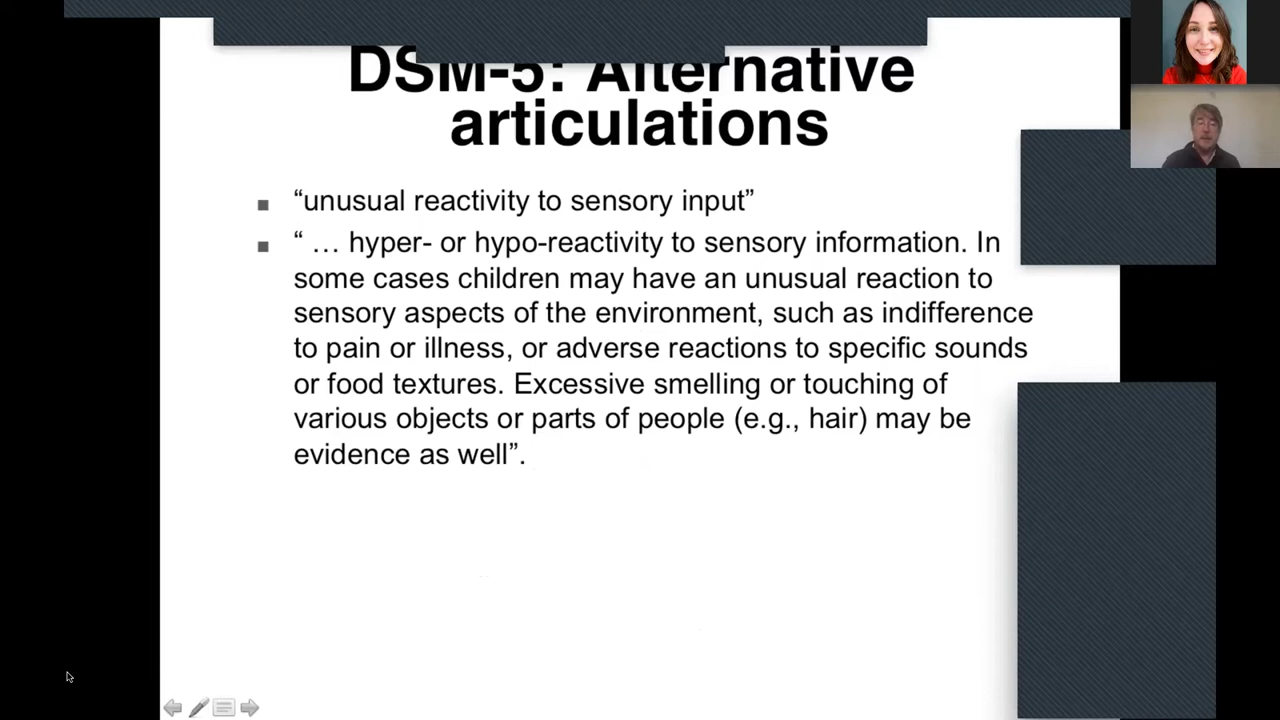 DSM-5: Alternative
articulations
“unusual reactivity to sensory input”
“ … hyper- or hypo-reactivity to sensory information. In
some cases children may have an unusual reaction to
sensory aspects of the environment, such as indifference
to pain or illness, or adverse reactions to specific sounds
or food textures. Excessive smelling or touching of
various objects or parts of people (e.g., hair) may be
evidence as well”.